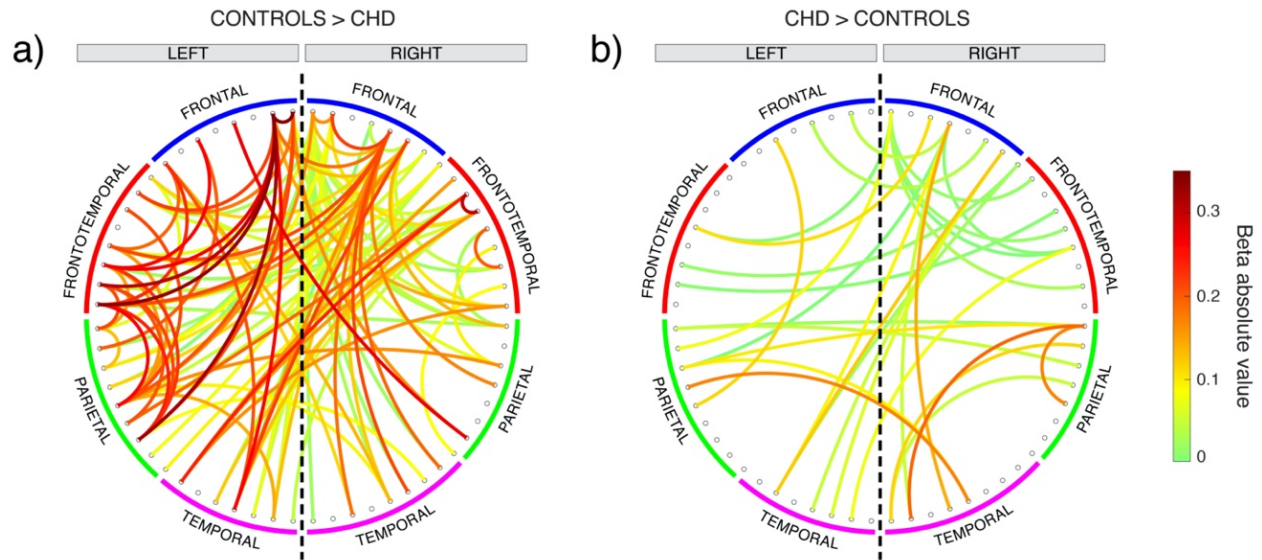 CONTROLS > CHD
a)
LEFT RIGHT
FRONTAL FRONTAL
FRONTOTEMPORAL FRONTOTEMPORAL
PARIETAL PARIETAL
TEMPORAL TEMPORAL
CHD > CONTROLS
b)
LEFT RIGHT
FRONTAL FRONTAL
FRONTOTEMPORAL FRONTOTEMPORAL
PARIETAL PARIETAL
TEMPORAL TEMPORAL
0.3
0.2
0.1
0
Beta absolute value